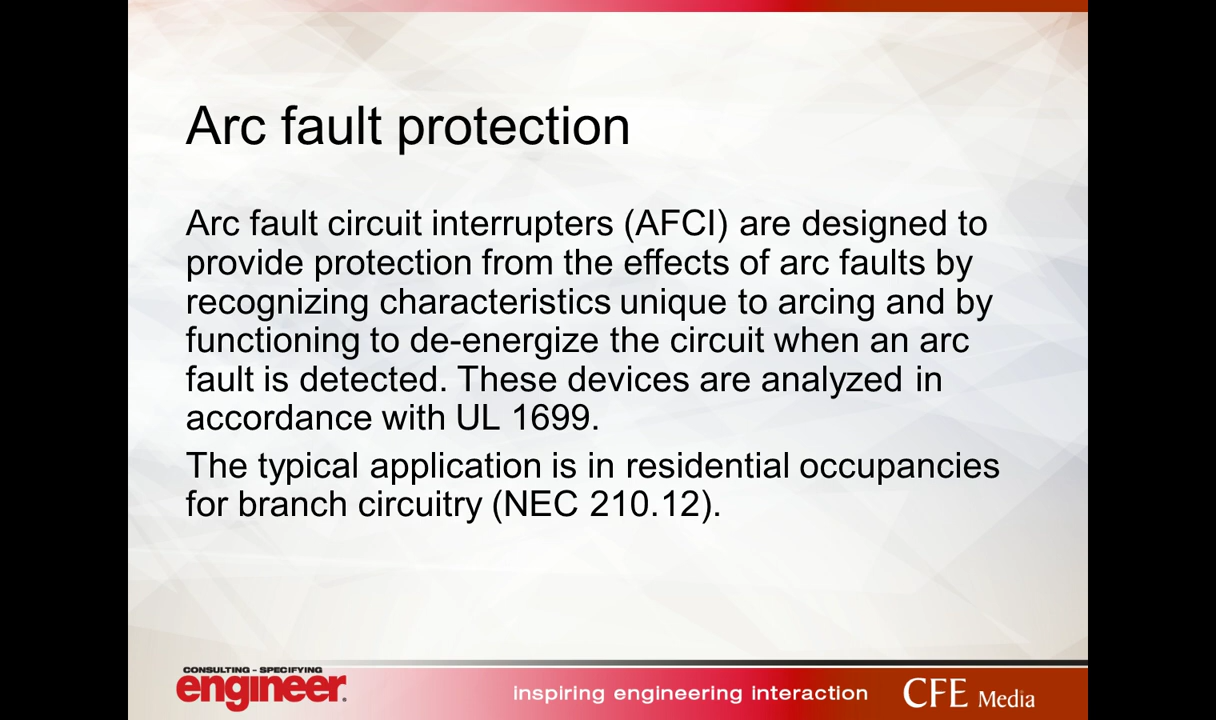 Arc fault protection
Arc fault circuit interrupters (AFCI) are designed to
provide protection from the effects of arc faults by
recognizing characteristics unique to arcing and by
functioning to de-energize the circuit when an arc
fault is detected. These devices are analyzed in
accordance with UL 1699.
The typical application is in residential occupancies
for branch circuitry (NEC 210.12).
CONSULTING - SPECIFYING
engineer.
inspiring engineering interaction
CFE Media